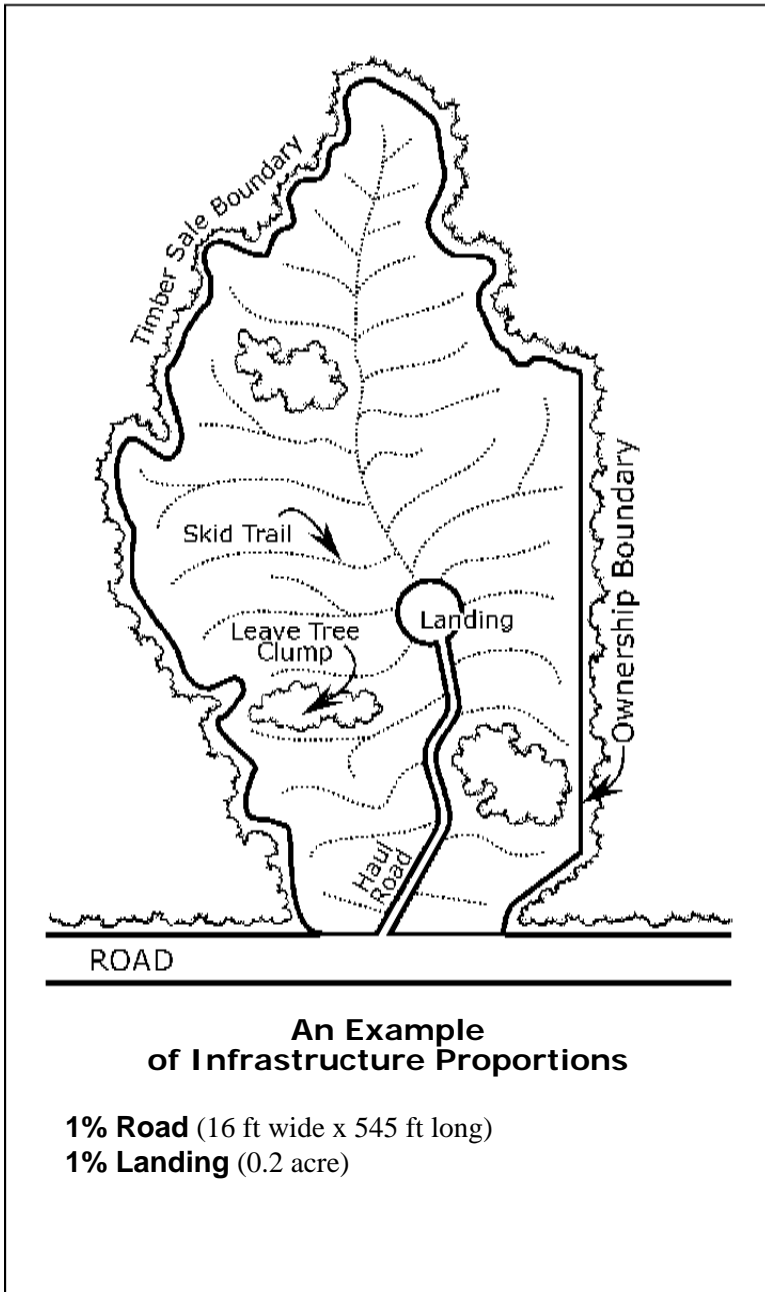 Timber Sale Boundary
Skid Trail
Landing
Leave Tree
Clump
Ownership Boundary
Haul
Road
ROAD
An Example
of Infrastructure Proportions
1% Road (16 ft wide x 545 ft long)
1% Landing (0.2 acre)